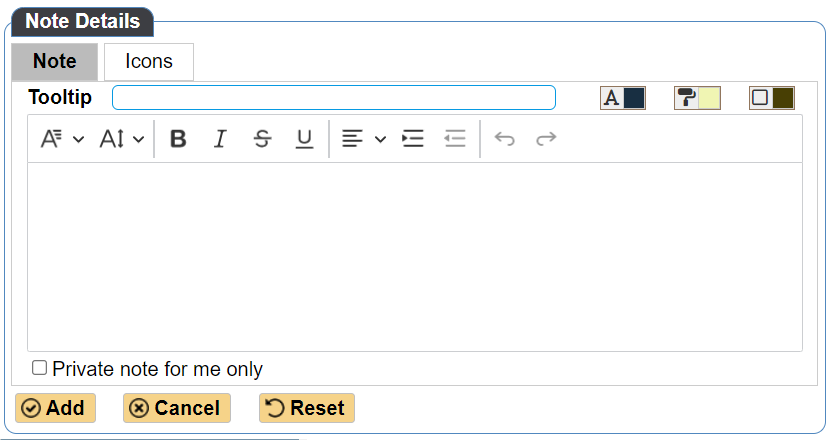 Note Details
Note Icons
Tooltip A
A A B I S U
Private note for me only
Add Cancel Reset